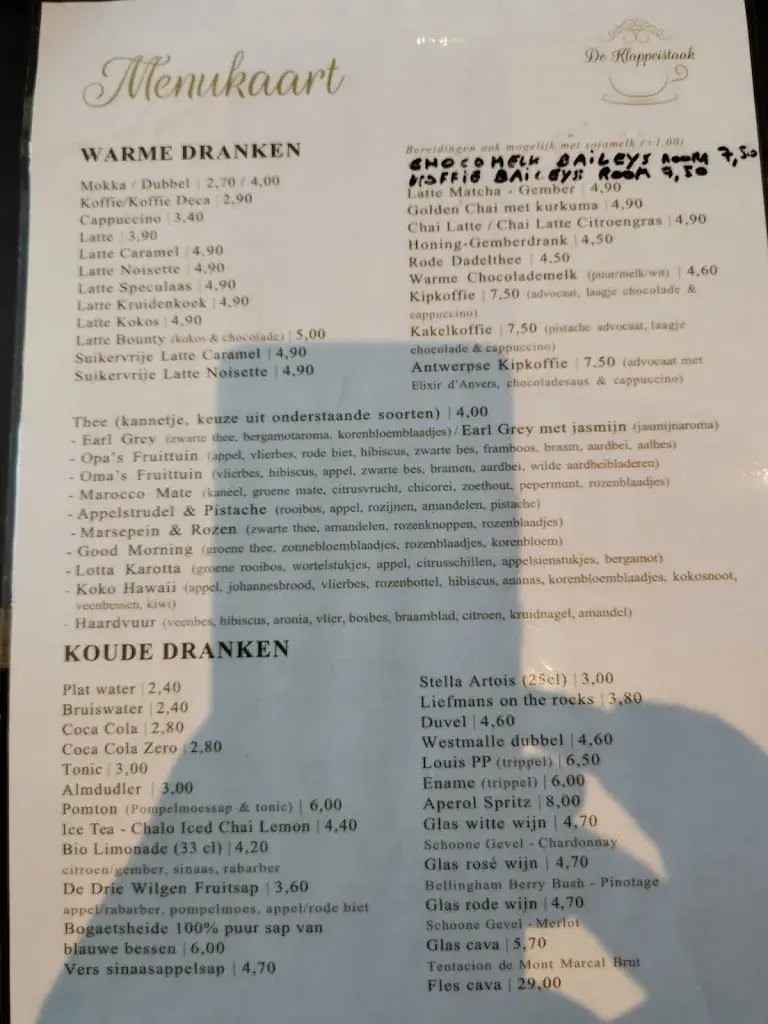 Menukaart
De Klappeistaak
WARME DRANKEN
Mokka / Dubbel | 2,70 / 4,00
Koffie/Koffie Deca | 2,90
Cappuccino | 3,40
Latte | 3,90
Latte Caramel | 4,90
Latte Noisette | 4,90
Latte Speculaas | 4,90
Latte Kruidenkoek | 4,90
Latte Kokos | 4,90
Latte Bounty (kokos & chocolade) | 5,00
Suikervrije Latte Caramel | 4,90
Suikervrije Latte Noisette | 4,90
Bereidingen ook mogelijk met sojamelk (+1,00)
CHOCOMELK BAILEYS ROOM 7,50
KOFFIE BAILEYS ROOM 7,50
Latte Matcha - Gember | 4,90
Golden Chai met kurkuma | 4,90
Chai Latte / Chai Latte Citroengras | 4,90
Honing-Gemberdrank | 4,50
Rode Dadelthee | 4,50
Warme Chocolademelk (puur/melk/wit) | 4,60
Kipkoffie | 7,50 (advocaat, laagje chocolade &
cappuccino)
Kakelkoffie | 7,50 (pistache advocaat, laagje
chocolade & cappuccino)
Antwerpse Kipkoffie | 7.50 (advocaat met
Elixir d'Anvers, chocoladesaus & cappuccino)
Thee (kannetje, keuze uit onderstaande soorten) | 4,00
- Earl Grey (zwarte thee, bergamotaroma, korenbloemblaadjes) / Earl Grey met jasmijn (jasmijnaroma)
- Opa's Fruittuin (appel, vlierbes, rode biet, hibiscus, zwarte bes, framboos, braam, aardbei, aalbes)
- Oma's Fruittuin (vlierbes, hibiscus, appel, zwarte bes, bramen, aardbei, wilde aardbeibladeren)
- Marocco Mate (kaneel, groene mate, citrusvrucht, chicorei, zoethout, pepermunt, rozenblaadjes)
- Appelstrudel & Pistache (rooibos, appel, rozijnen, amandelen, pistache)
- Marsepein & Rozen (zwarte thee, amandelen, rozenknoppen, rozenblaadjes)
- Good Morning (groene thee, zonnebloemblaadjes, rozenblaadjes, korenbloem)
- Lotta Karotta (groene rooibos, wortelstukjes, appel, citrusschillen, appelsienstukjes, bergamot)
- Koko Hawaii (appel, johannesbrood, vlierbes, rozenbottel, hibiscus, ananas, korenbloemblaadjes, kokosnoot,
veenbessen, kiwi)
- Haardvuur (veenbes, hibiscus, aronia, vlier, bosbes, braamblad, citroen, kruidnagel, amandel)
KOUDE DRANKEN
Plat water | 2,40
Bruiswater | 2,40
Coca Cola | 2,80
Coca Cola Zero | 2,80
Tonic | 3,00
Almdudler | 3,00
Pomton (Pompelmoessap & tonic) | 6,00
Ice Tea - Chalo Iced Chai Lemon | 4,40
Bio Limonade (33 cl) | 4,20
citroen/gember, sinaas, rabarber
De Drie Wilgen Fruitsap | 3,60
appel/rabarber, pompelmoes, appel/rode biet
Bogaetsheide 100% puur sap van
blauwe bessen | 6,00
Vers sinaasappelsap | 4,70
Stella Artois (25cl) | 3,00
Liefmans on the rocks | 3,80
Duvel | 4,60
Westmalle dubbel | 4,60
Louis PP (trippel) | 6,50
Ename (trippel) | 6,00
Aperol Spritz | 8,00
Glas witte wijn | 4,70
Schoone Gevel - Chardonnay
Glas rosé wijn | 4,70
Bellingham Berry Bush - Pinotage
Glas rode wijn | 4,70
Schoone Gevel - Merlot
Glas cava | 5,70
Tentacion de Mont Marcal Brut
Fles cava | 29,00